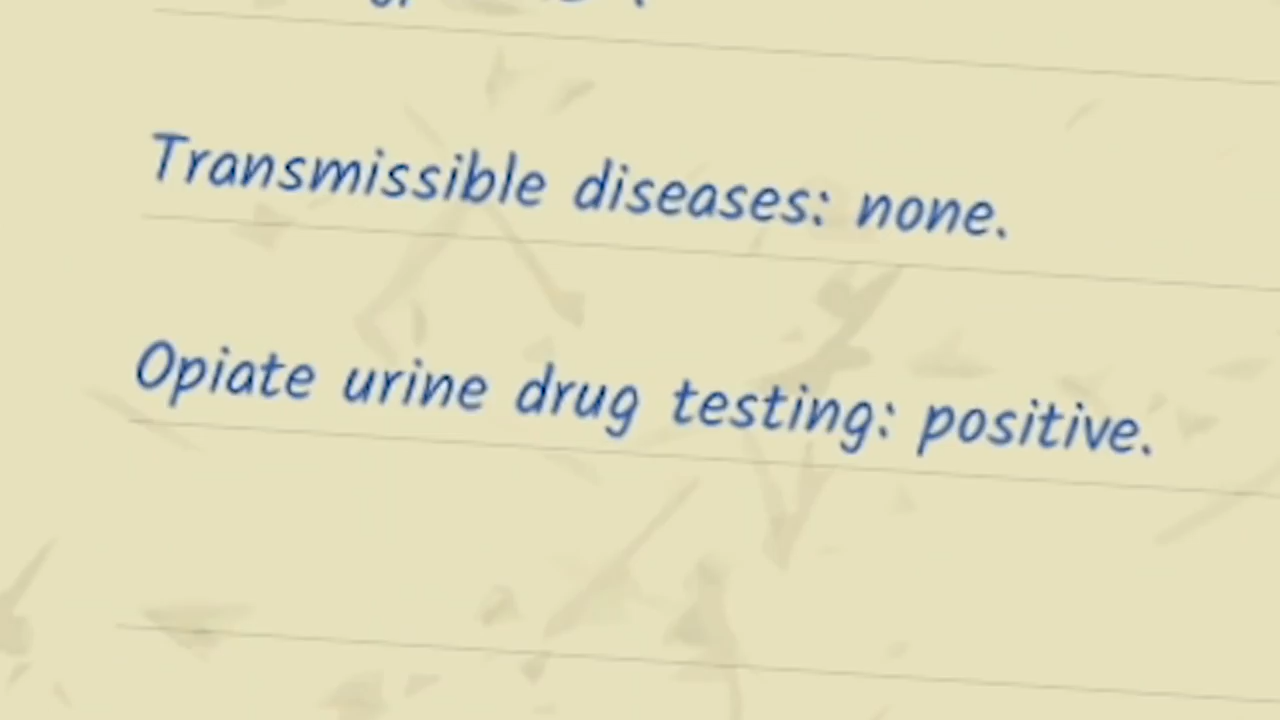 Transmissible diseases: none.
Opiate urine drug testing: positive.